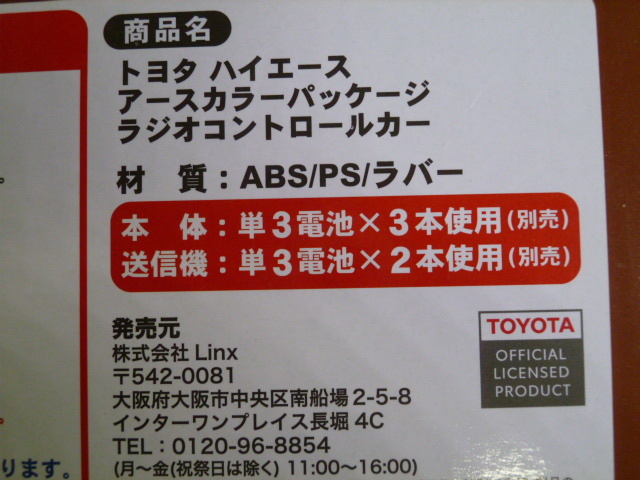 商品名
トヨタ ハイエース
アースカラーパッケージ
ラジオコントロールカー
材 質：ABS/PS/ラバー
本 体：単3電池×3本使用(別売)
送信機：単3電池×2本使用(別売)
発売元
株式会社 Linx
〒542-0081
大阪府大阪市中央区南船場 2-5-8
インターワンプレイス長堀 4C
TEL：0120-96-8854
(月〜金(祝祭日は除く) 11:00〜16:00)
TOYOTA
OFFICIAL
LICENSED
PRODUCT
ります。